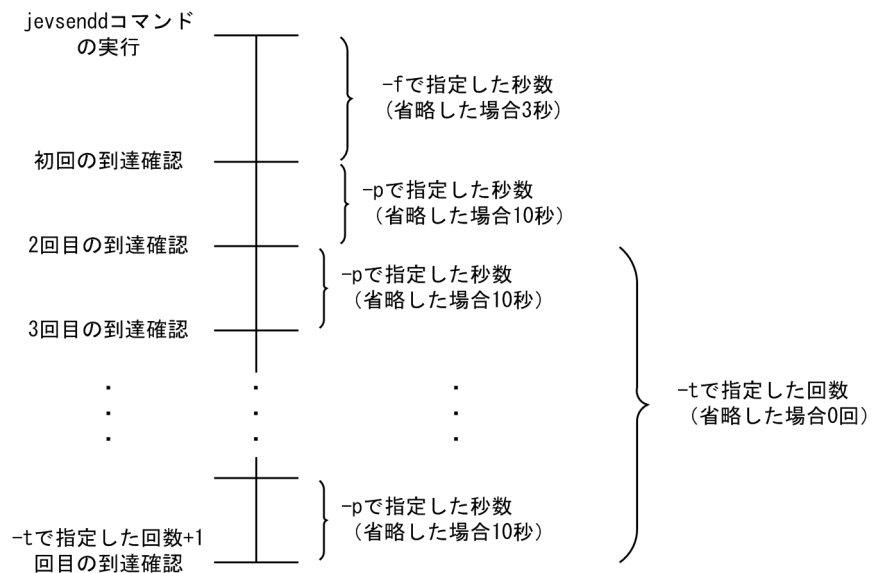 jevsenddコマンド
の実行
-fで指定した秒数
(省略した場合3秒)
初回の到達確認
-pで指定した秒数
(省略した場合10秒)
2回目の到達確認
-pで指定した秒数
(省略した場合10秒)
3回目の到達確認
-tで指定した回数
(省略した場合0回)
-pで指定した秒数
(省略した場合10秒)
-tで指定した回数+1
回目の到達確認